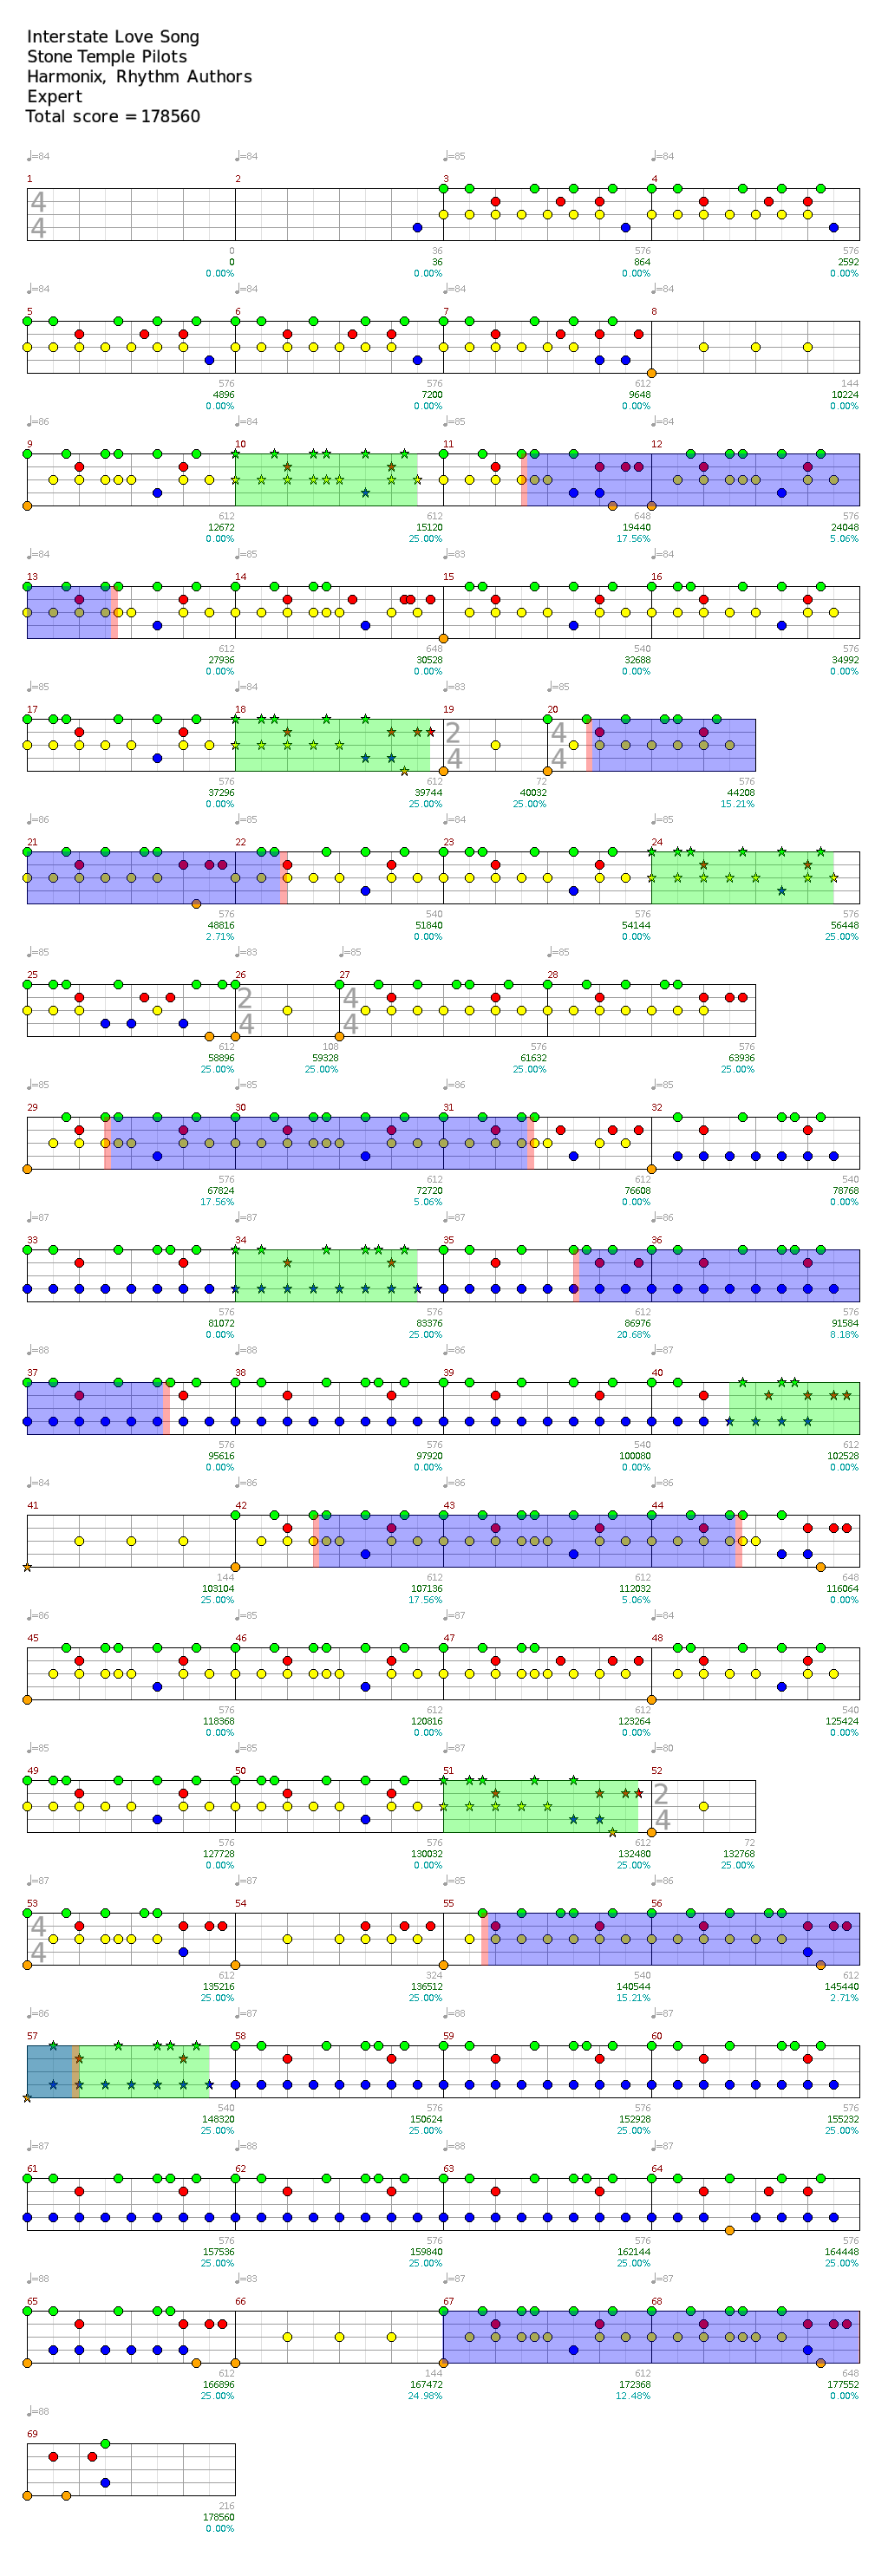 Interstate Love Song
Stone Temple Pilots
Harmonix, Rhythm Authors
Expert
Total score = 178560
♩=84 ♩=84 ♩=85 ♩=84
1 2 3 4
4
4
0 36 576 576
0 36 864 2592
0.00% 0.00% 0.00% 0.00%
♩=84 ♩=84 ♩=84 ♩=84
5 6 7 8
576 576 612 144
4896 7200 9648 10224
0.00% 0.00% 0.00% 0.00%
♩=86 ♩=84 ♩=85 ♩=84
9 10 11 12
612 612 648 576
12672 15120 19440 24048
0.00% 25.00% 17.56% 5.06%
♩=84 ♩=85 ♩=83 ♩=84
13 14 15 16
612 648 540 576
27936 30528 32688 34992
0.00% 0.00% 0.00% 0.00%
♩=85 ♩=84 ♩=83 ♩=85
17 18 19 20
2 4
4 4
576 612 72 576
37296 39744 40032 44208
0.00% 25.00% 25.00% 15.21%
♩=86 ♩=85 ♩=84 ♩=85
21 22 23 24
576 540 576 576
48816 51840 54144 56448
2.71% 0.00% 0.00% 25.00%
♩=85 ♩=83 ♩=85 ♩=85
25 26 27 28
2 4
4 4
612 108 576 576
58896 59328 61632 63936
25.00% 25.00% 25.00% 25.00%
♩=85 ♩=85 ♩=86 ♩=85
29 30 31 32
576 612 612 540
67824 72720 76608 78768
17.56% 5.06% 0.00% 0.00%
♩=87 ♩=87 ♩=87 ♩=86
33 34 35 36
576 576 612 576
81072 83376 86976 91584
0.00% 25.00% 20.68% 8.18%
♩=88 ♩=88 ♩=86 ♩=87
37 38 39 40
576 576 540 612
95616 97920 100080 102528
0.00% 0.00% 0.00% 0.00%
♩=84 ♩=86 ♩=86 ♩=86
41 42 43 44
144 612 612 648
103104 107136 112032 116064
25.00% 17.56% 5.06% 0.00%
♩=86 ♩=85 ♩=87 ♩=84
45 46 47 48
576 612 612 540
118368 120816 123264 125424
0.00% 0.00% 0.00% 0.00%
♩=85 ♩=85 ♩=87 ♩=80
49 50 51 52
2
4
576 576 612 72
127728 130032 132480 132768
0.00% 0.00% 25.00% 25.00%
♩=87 ♩=87 ♩=85 ♩=86
53 54 55 56
4
4
612 324 540 612
135216 136512 140544 145440
25.00% 25.00% 15.21% 2.71%
♩=86 ♩=87 ♩=87 ♩=87
57 58 59 60
540 576 576 576
148320 150624 152928 155232
25.00% 25.00% 25.00% 25.00%
♩=87 ♩=88 ♩=88 ♩=87
61 62 63 64
576 576 576 576
157536 159840 162144 164448
25.00% 25.00% 25.00% 25.00%
♩=88 ♩=83 ♩=87 ♩=87
65 66 67 68
612 144 612 648
166896 167472 172368 177552
25.00% 24.98% 12.48% 0.00%
♩=88
69
216
178560
0.00%